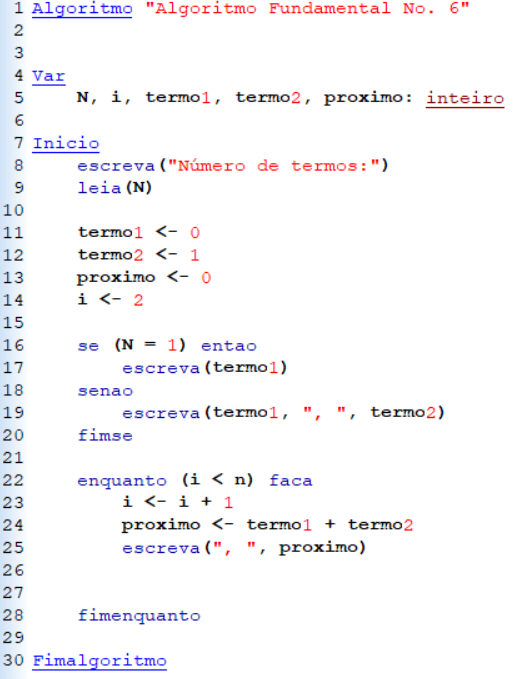 1 Algoritmo "Algoritmo Fundamental No. 6"
2
3
4 Var
5     N, i, termo1, termo2, proximo: inteiro
6
7 Inicio
8     escreva("Número de termos:")
9     leia(N)
10
11     termo1 <- 0
12     termo2 <- 1
13     proximo <- 0
14     i <- 2
15
16     se (N = 1) entao
17         escreva(termo1)
18     senao
19         escreva(termo1, ", ", termo2)
20     fimse
21
22     enquanto (i < n) faca
23         i <- i + 1
24         proximo <- termo1 + termo2
25         escreva(", ", proximo)
26
27
28     fimenquanto
29
30 Fimalgoritmo